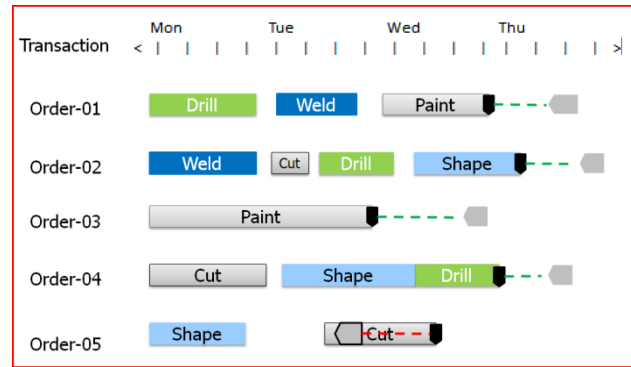 Mon Tue Wed Thu
Transaction < >
Order-01 Drill Weld Paint
Order-02 Weld Cut Drill Shape
Order-03 Paint
Order-04 Cut Shape Drill
Order-05 Shape Cut